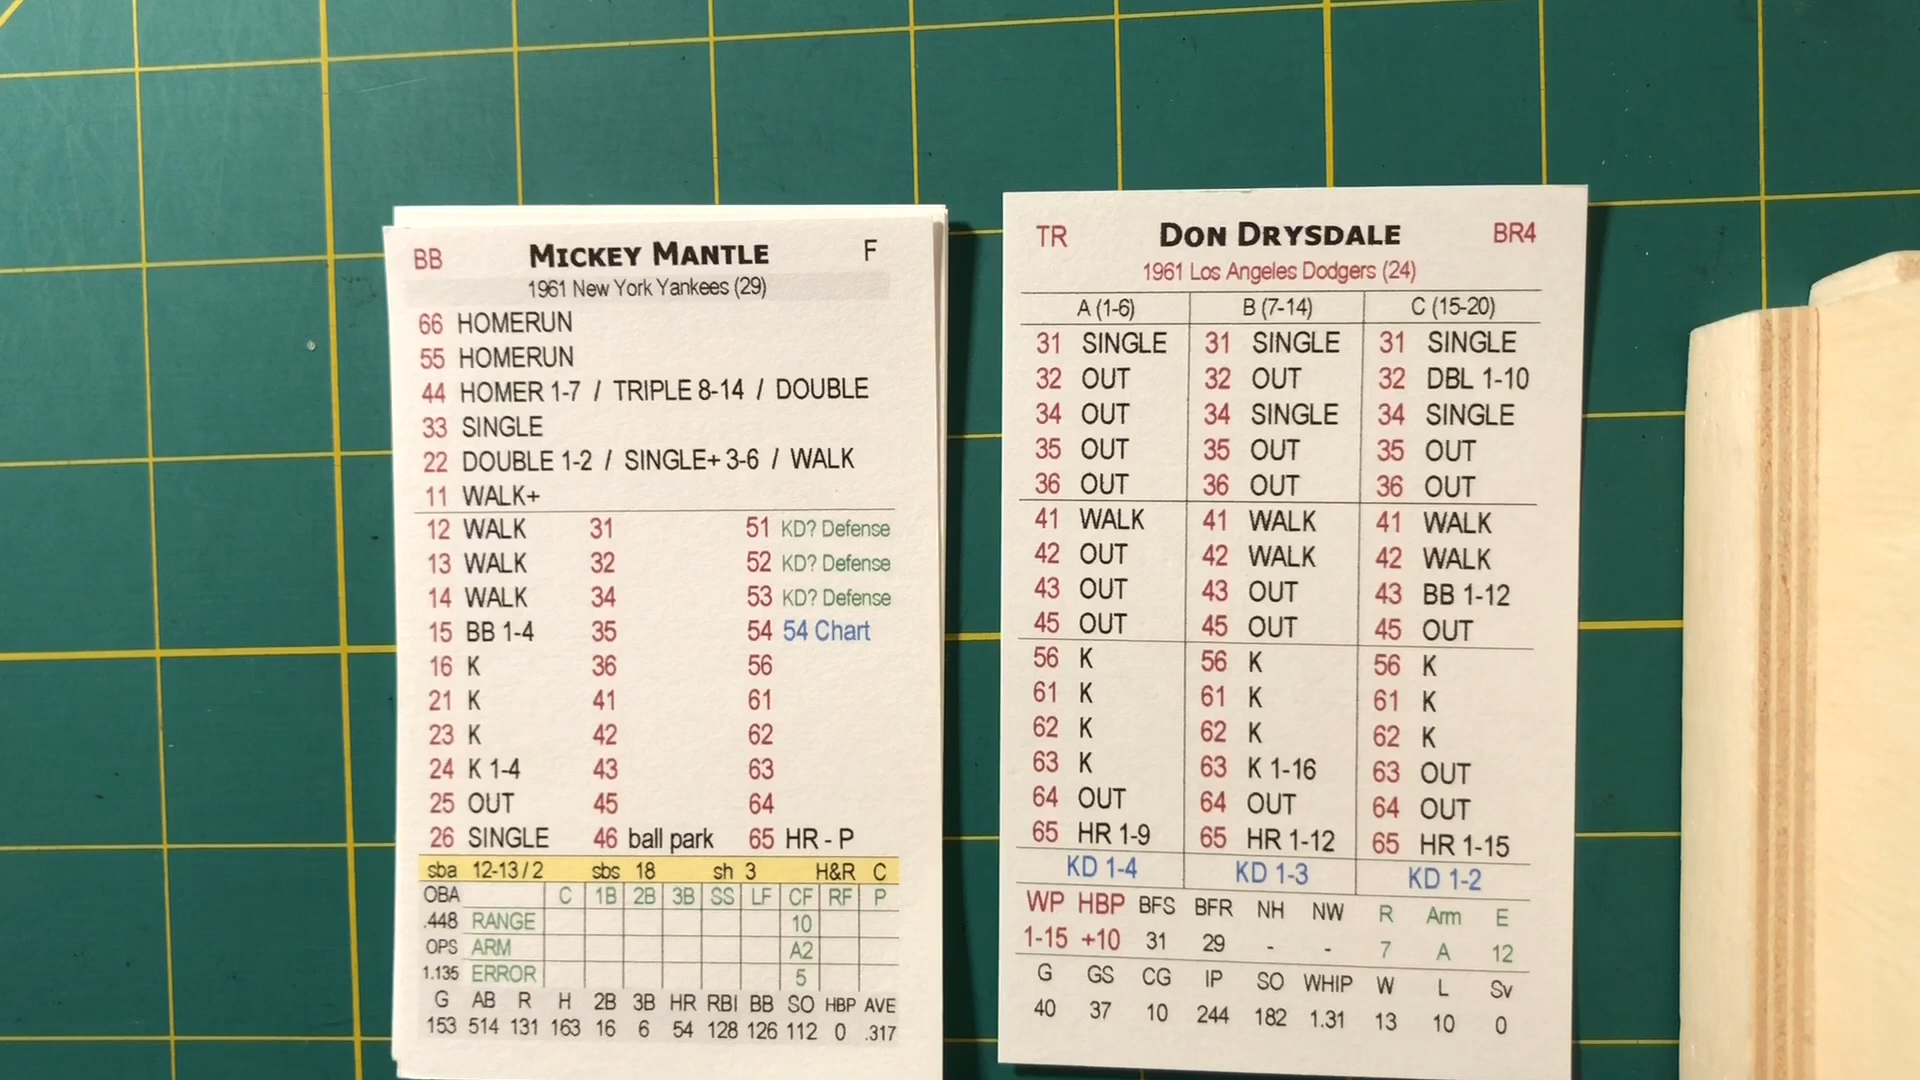 BB MICKEY MANTLE F
1961 New York Yankees (29)
66 HOMERUN
55 HOMERUN
44 HOMER 1-7 / TRIPLE 8-14 / DOUBLE
33 SINGLE
22 DOUBLE 1-2 / SINGLE+ 3-6 / WALK
11 WALK+
12 WALK 31 51 KD? Defense
13 WALK 32 52 KD? Defense
14 WALK 34 53 KD? Defense
15 BB 1-4 35 54 54 Chart
16 K 36 56
21 K 41 61
23 K 42 62
24 K 1-4 43 63
25 OUT 45 64
26 SINGLE 46 ball park 65 HR - P
sba 12-13 / 2 sbs 18 sh 3 H&R C
OBA C 1B 2B 3B SS LF CF RF P
.448 RANGE 10
OPS ARM A2
1.135 ERROR 5
G AB R H 2B 3B HR RBI BB SO HBP AVE
153 514 131 163 16 6 54 128 126 112 0 .317
TR DON DRYSDALE BR4
1961 Los Angeles Dodgers (24)
A (1-6) B (7-14) C (15-20)
31 SINGLE 31 SINGLE 31 SINGLE
32 OUT 32 OUT 32 DBL 1-10
34 OUT 34 SINGLE 34 SINGLE
35 OUT 35 OUT 35 OUT
36 OUT 36 OUT 36 OUT
41 WALK 41 WALK 41 WALK
42 OUT 42 WALK 42 WALK
43 OUT 43 OUT 43 BB 1-12
45 OUT 45 OUT 45 OUT
56 K 56 K 56 K
61 K 61 K 61 K
62 K 62 K 62 K
63 K 63 K 1-16 63 OUT
64 OUT 64 OUT 64 OUT
65 HR 1-9 65 HR 1-12 65 HR 1-15
KD 1-4 KD 1-3 KD 1-2
WP HBP BFS BFR NH NW R Arm E
1-15 +10 31 29 - - 7 A 12
G GS CG IP SO WHIP W L Sv
40 37 10 244 182 1.31 13 10 0